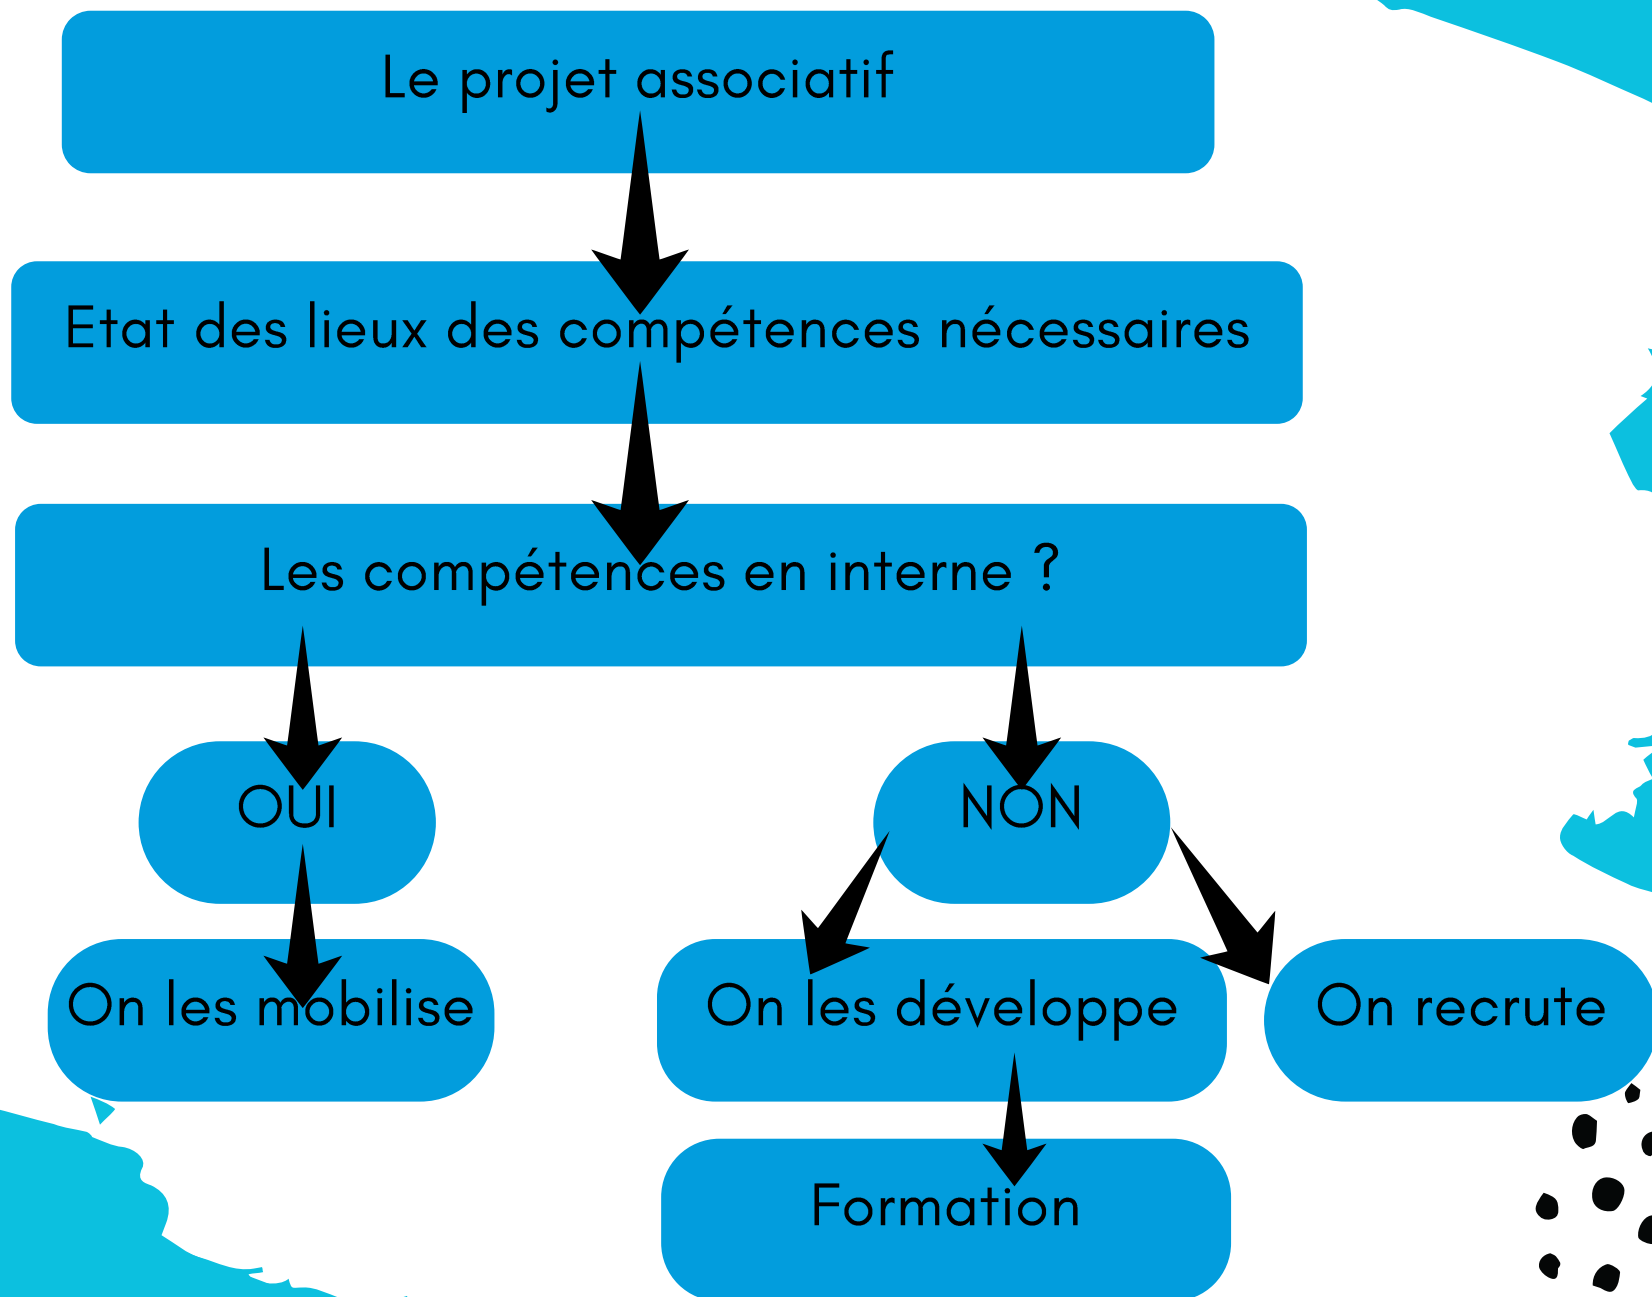 Le projet associatif
Etat des lieux des compétences nécessaires
Les compétences en interne ?
OUI
NON
On les mobilise
On les développe
On recrute
Formation